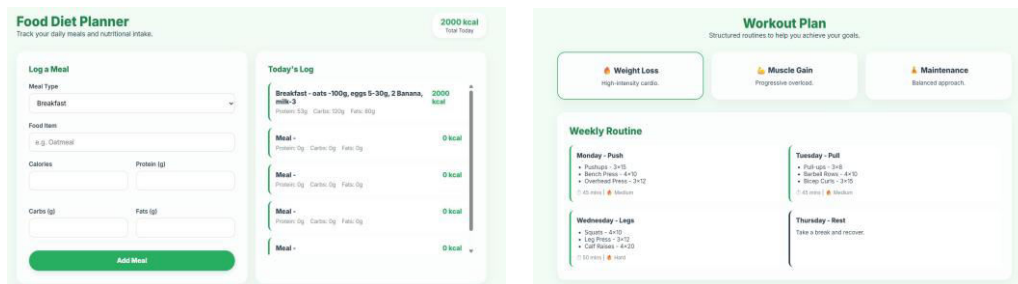 Food Diet Planner
Track your daily meals and nutritional intake.
2000 kcal
Total Today
Log a Meal
Meal Type
Breakfast
Food Item
e.g. Oatmeal
Calories
Protein (g)
Carbs (g)
Fats (g)
Add Meal
Today's Log
Breakfast - oats -100g, eggs 5-30g, 2 Banana,
milk-3
2000
kcal
Protein: 53g Carbs: 120g Fats: 80g
Meal -
0 kcal
Protein: 0g Carbs: 0g Fats: 0g
Meal -
0 kcal
Protein: 0g Carbs: 0g Fats: 0g
Meal -
0 kcal
Protein: 0g Carbs: 0g Fats: 0g
Meal -
0 kcal
Workout Plan
Structured routines to help you achieve your goals.
🔥 Weight Loss
High-intensity cardio.
💪 Muscle Gain
Progressive overload.
Maintenance
Balanced approach.
Weekly Routine
Monday - Push
• Pushups - 3×15
• Bench Press - 4×10
• Overhead Press - 3×12
45 mins | 🔥 Medium
Tuesday - Pull
• Pull-ups - 3×8
• Barbell Rows - 4×10
• Bicep Curls - 3×15
45 mins | 🔥 Medium
Wednesday - Legs
• Squats - 4×10
• Leg Press - 3×12
• Calf Raises - 4×20
50 mins | 🔥 Hard
Thursday - Rest
Take a break and recover.